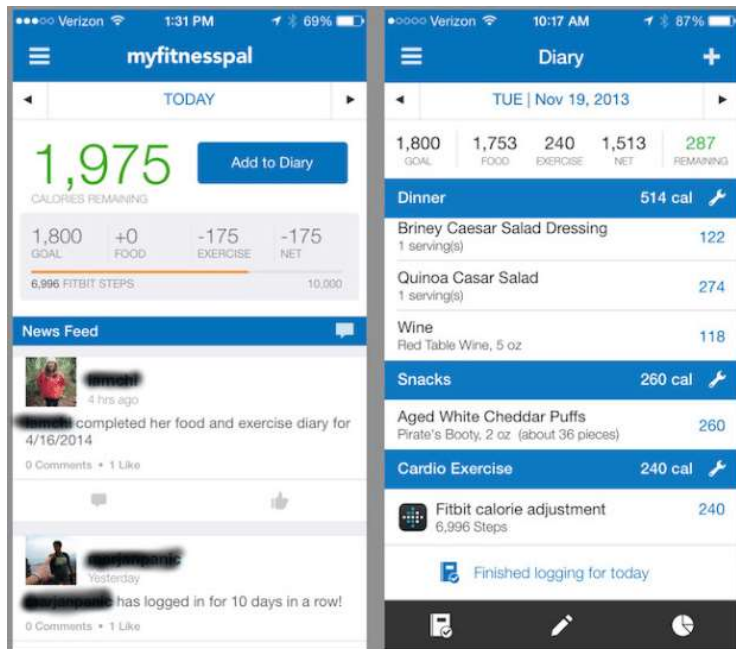 Verizon 1:31 PM 69%
myfitnesspal
TODAY
1,975
Add to Diary
CALORIES REMAINING
1,800 +0 -175 -175
GOAL FOOD EXERCISE NET
6,996 FITBIT STEPS 10,000
News Feed
4 hrs ago
completed her food and exercise diary for
4/16/2014
0 Comments • 1 Like
Yesterday
has logged in for 10 days in a row!
0 Comments • 1 Like
Verizon 10:17 AM 87%
Diary
TUE | Nov 19, 2013
1,800 1,753 240 1,513 287
GOAL FOOD EXERCISE NET REMAINING
Dinner 514 cal
Briney Caesar Salad Dressing 122
1 serving(s)
Quinoa Casar Salad 274
1 serving(s)
Wine 118
Red Table Wine, 5 oz
Snacks 260 cal
Aged White Cheddar Puffs 260
Pirate's Booty, 2 oz (about 36 pieces)
Cardio Exercise 240 cal
Fitbit calorie adjustment 240
6,996 Steps
Finished logging for today